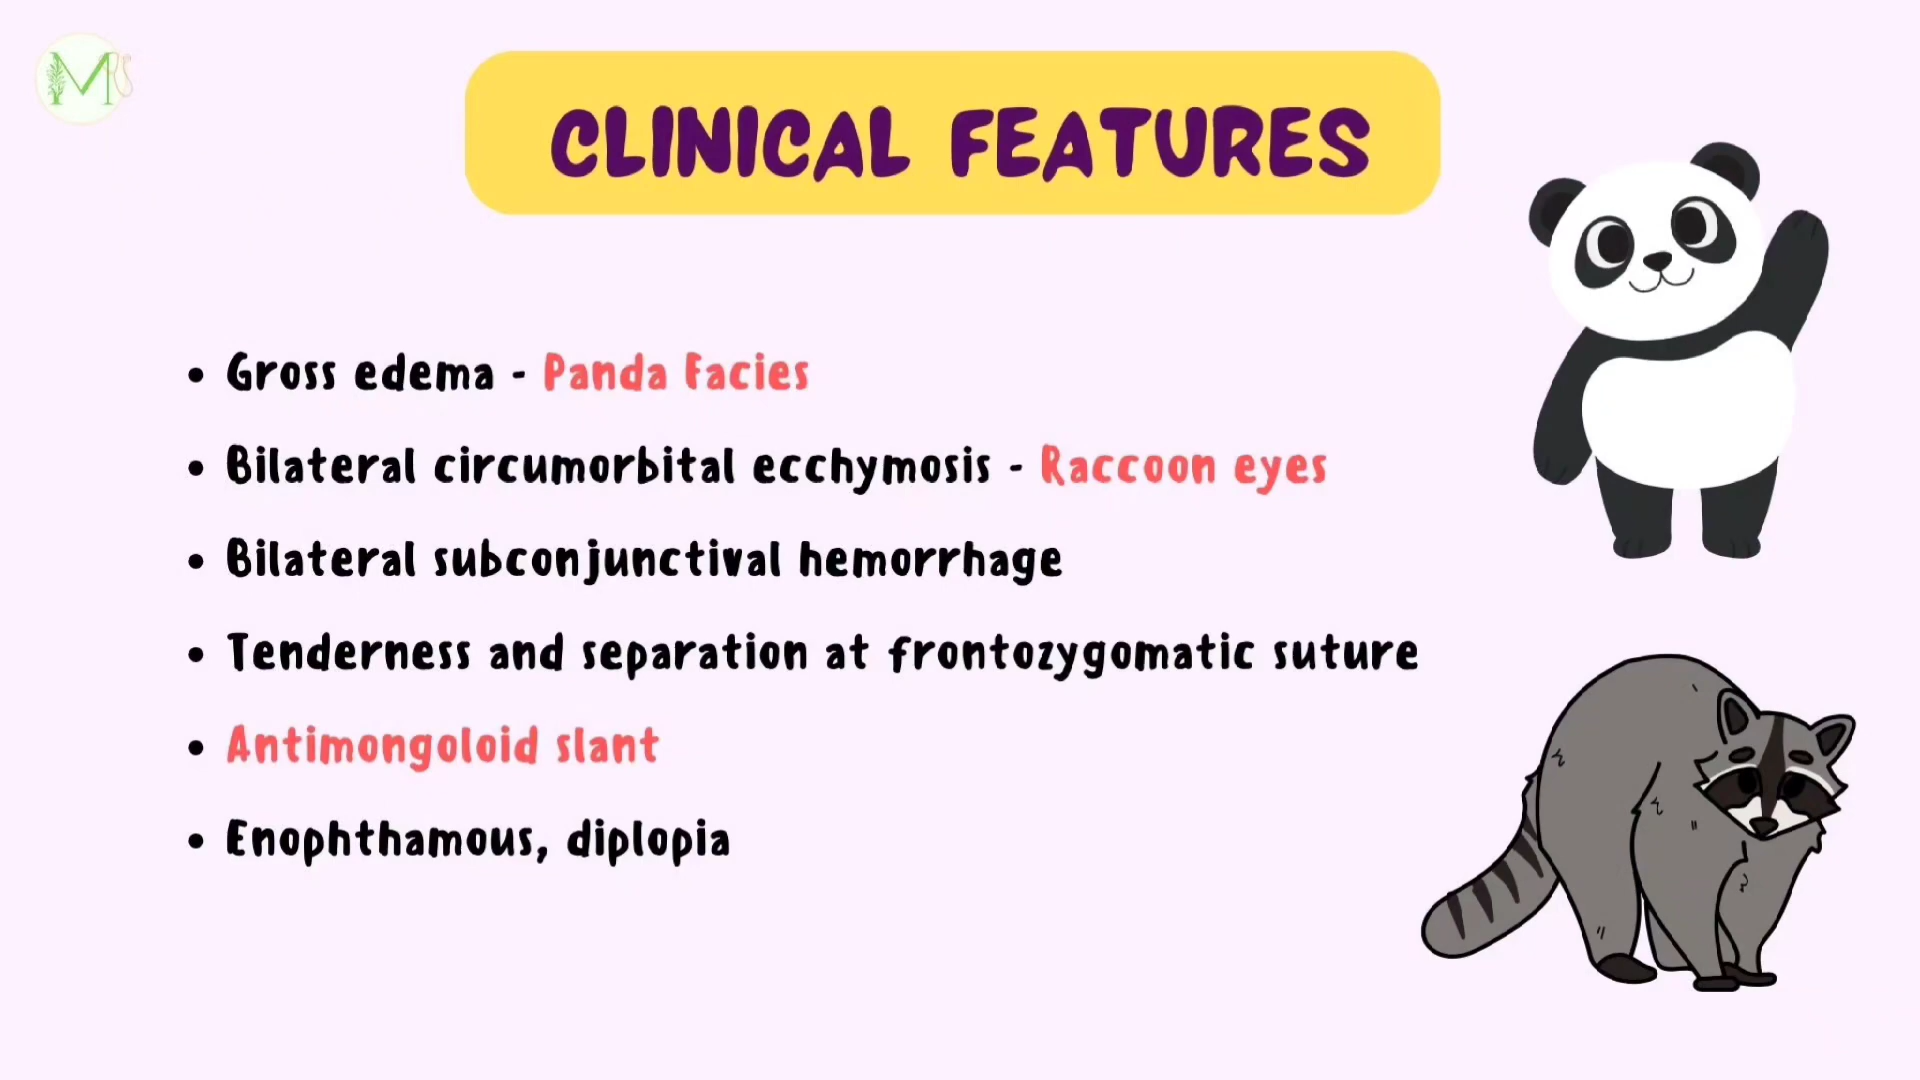 MRS
CLINICAL FEATURES
• Gross edema - Panda Facies
• Bilateral circumorbital ecchymosis - Raccoon eyes
• Bilateral subconjunctival hemorrhage
• Tenderness and separation at frontozygomatic suture
• Antimongoloid slant
• Enophthamous, diplopia